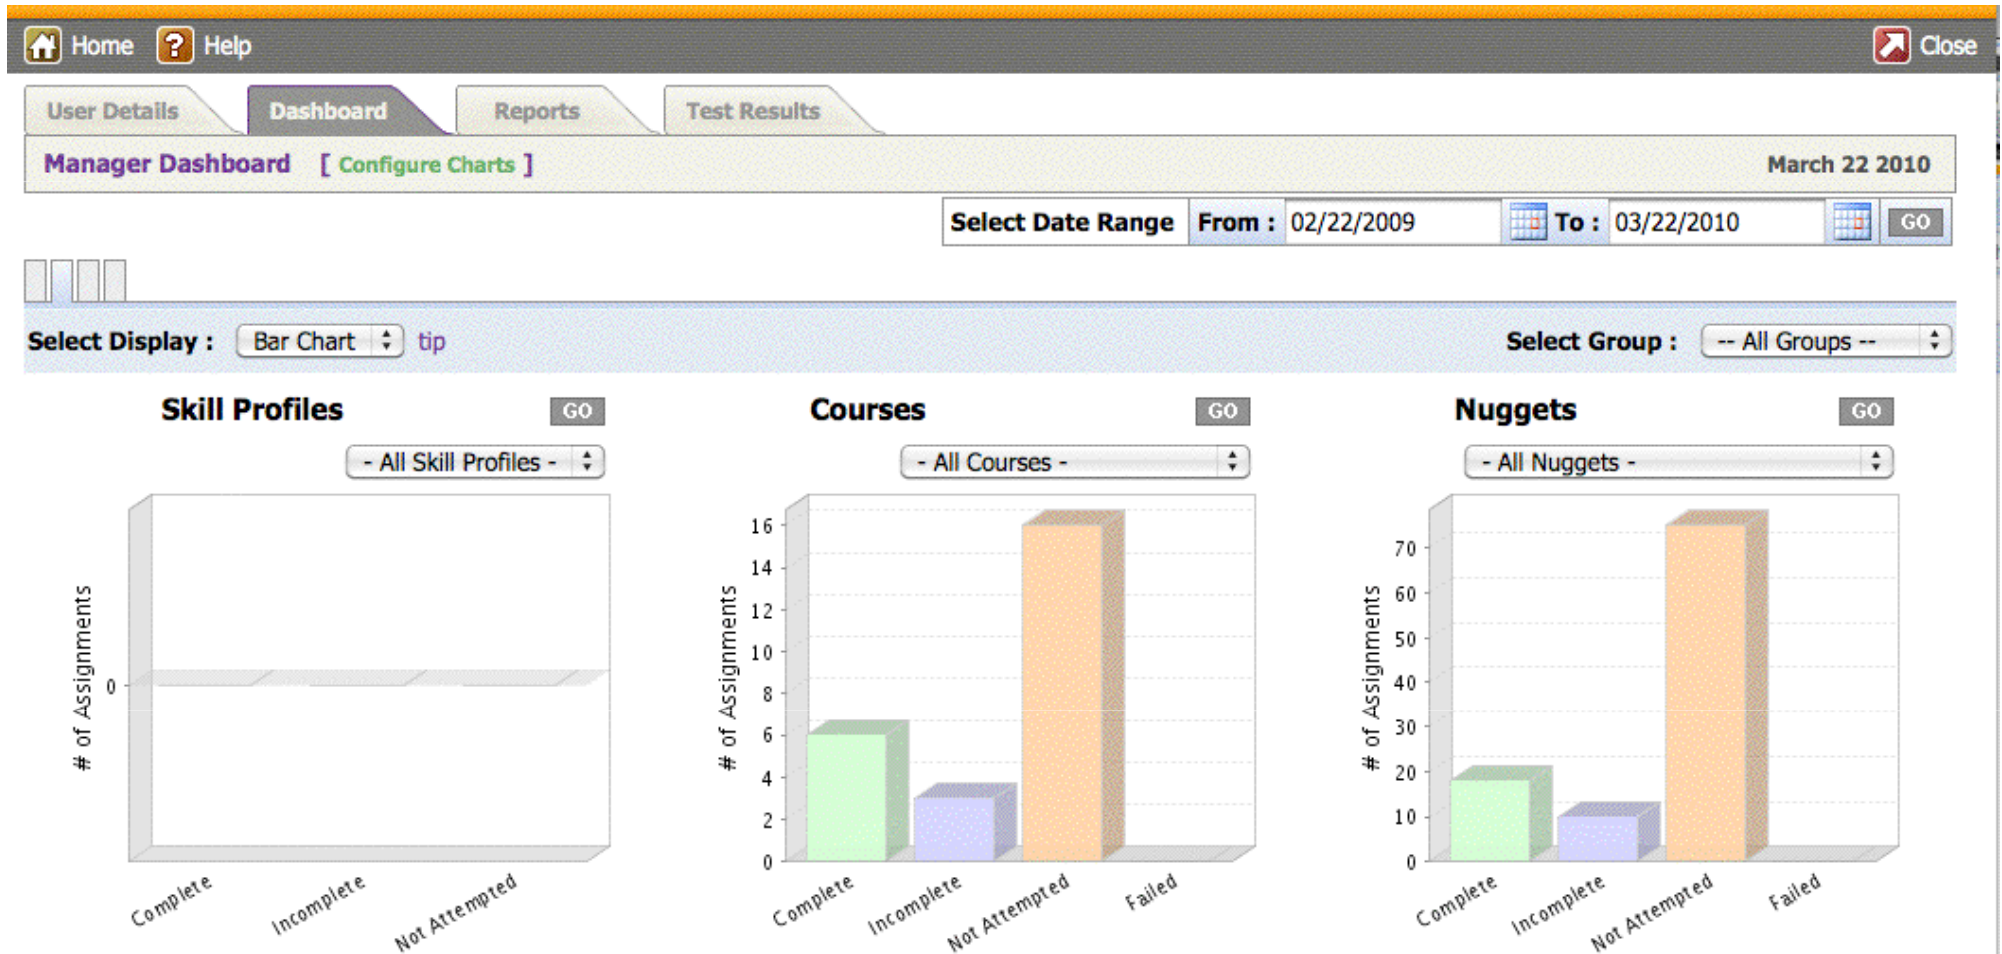 Home Help Close
User Details Dashboard Reports Test Results
Manager Dashboard [ Configure Charts ] March 22 2010
Select Date Range From : 02/22/2009 To : 03/22/2010 GO
Select Display : Bar Chart tip Select Group : -- All Groups --
Skill Profiles GO
- All Skill Profiles -
# of Assignments
0
Complete Incomplete Not Attempted
Courses GO
- All Courses -
# of Assignments
16
14
12
10
8
6
4
2
0
Complete Incomplete Not Attempted Failed
Nuggets GO
- All Nuggets -
# of Assignments
70
60
50
40
30
20
10
0
Complete Incomplete Not Attempted Failed